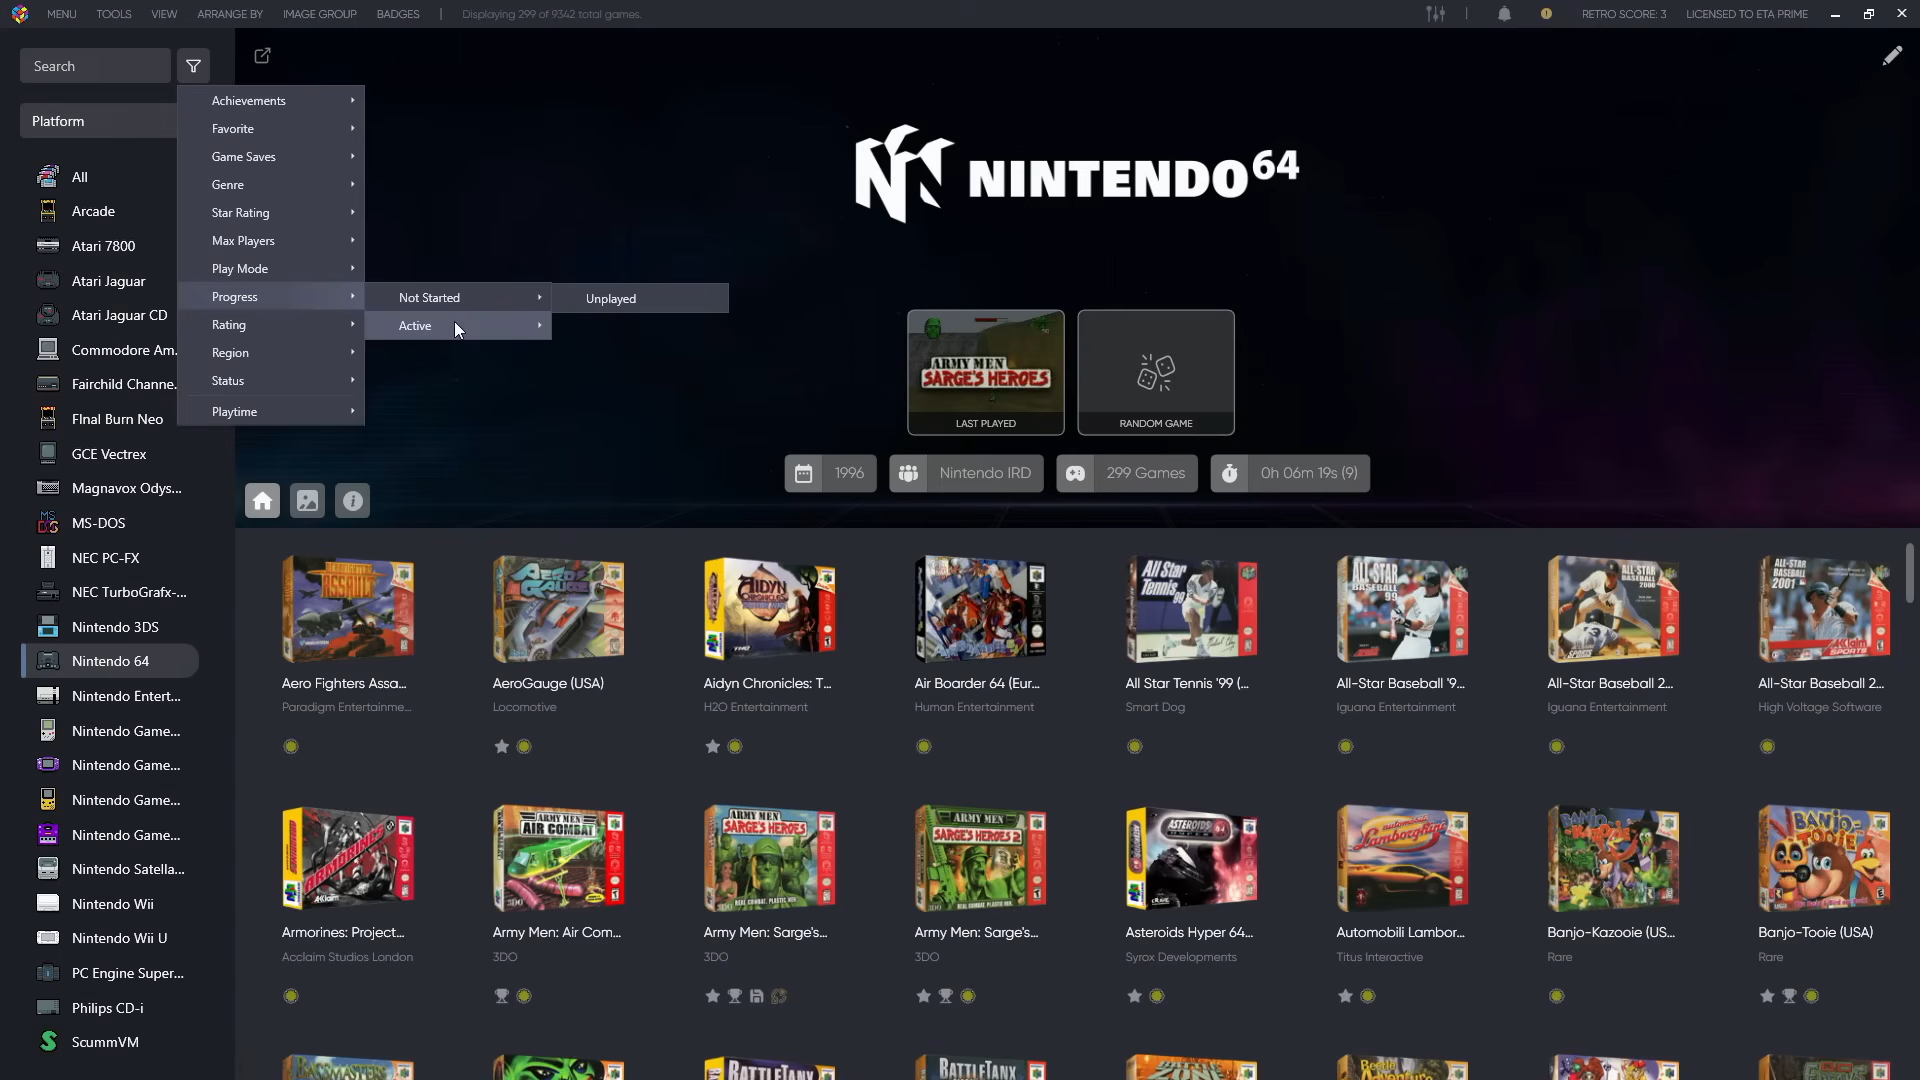 MENU TOOLS VIEW ARRANGE BY IMAGE GROUP BADGES | Displaying 299 of 9342 total games. RETRO SCORE: 3 LICENSED TO ETA PRIME
Search
Platform
All
Arcade
Atari 7800
Atari Jaguar
Atari Jaguar CD
Commodore Am.
Fairchild Channe.
FInal Burn Neo
GCE Vectrex
Magnavox Odys...
MS-DOS
NEC PC-FX
NEC TurboGrafx-...
Nintendo 3DS
Nintendo 64
Nintendo Entert...
Nintendo Game...
Nintendo Game...
Nintendo Game...
Nintendo Game...
Nintendo Satella...
Nintendo Wii
Nintendo Wii U
PC Engine Super...
Philips CD-i
ScummVM
Achievements
Favorite
Game Saves
Genre
Star Rating
Max Players
Play Mode
Progress
Rating
Region
Status
Playtime
Not Started
Active
Unplayed
NINTENDO 64
ARMY MEN
SARGE'S HEROES
LAST PLAYED
RANDOM GAME
1996
Nintendo IRD
299 Games
0h 06m 19s (9)
Aero Fighters Assa...
Paradigm Entertainme...
AeroGauge (USA)
Locomotive
Aidyn Chronicles: T...
H2O Entertainment
Air Boarder 64 (Eur...
Human Entertainment
All Star Tennis '99 (...
Smart Dog
All-Star Baseball '9...
Iguana Entertainment
All-Star Baseball 2...
Iguana Entertainment
All-Star Baseball 2...
High Voltage Software
Armorines: Project...
Acclaim Studios London
Army Men: Air Com...
3DO
Army Men: Sarge's...
3DO
Army Men: Sarge's...
3DO
Asteroids Hyper 64...
Syrox Developments
Automobili Lambor...
Titus Interactive
Banjo-Kazooie (US...
Rare
Banjo-Tooie (USA)
Rare